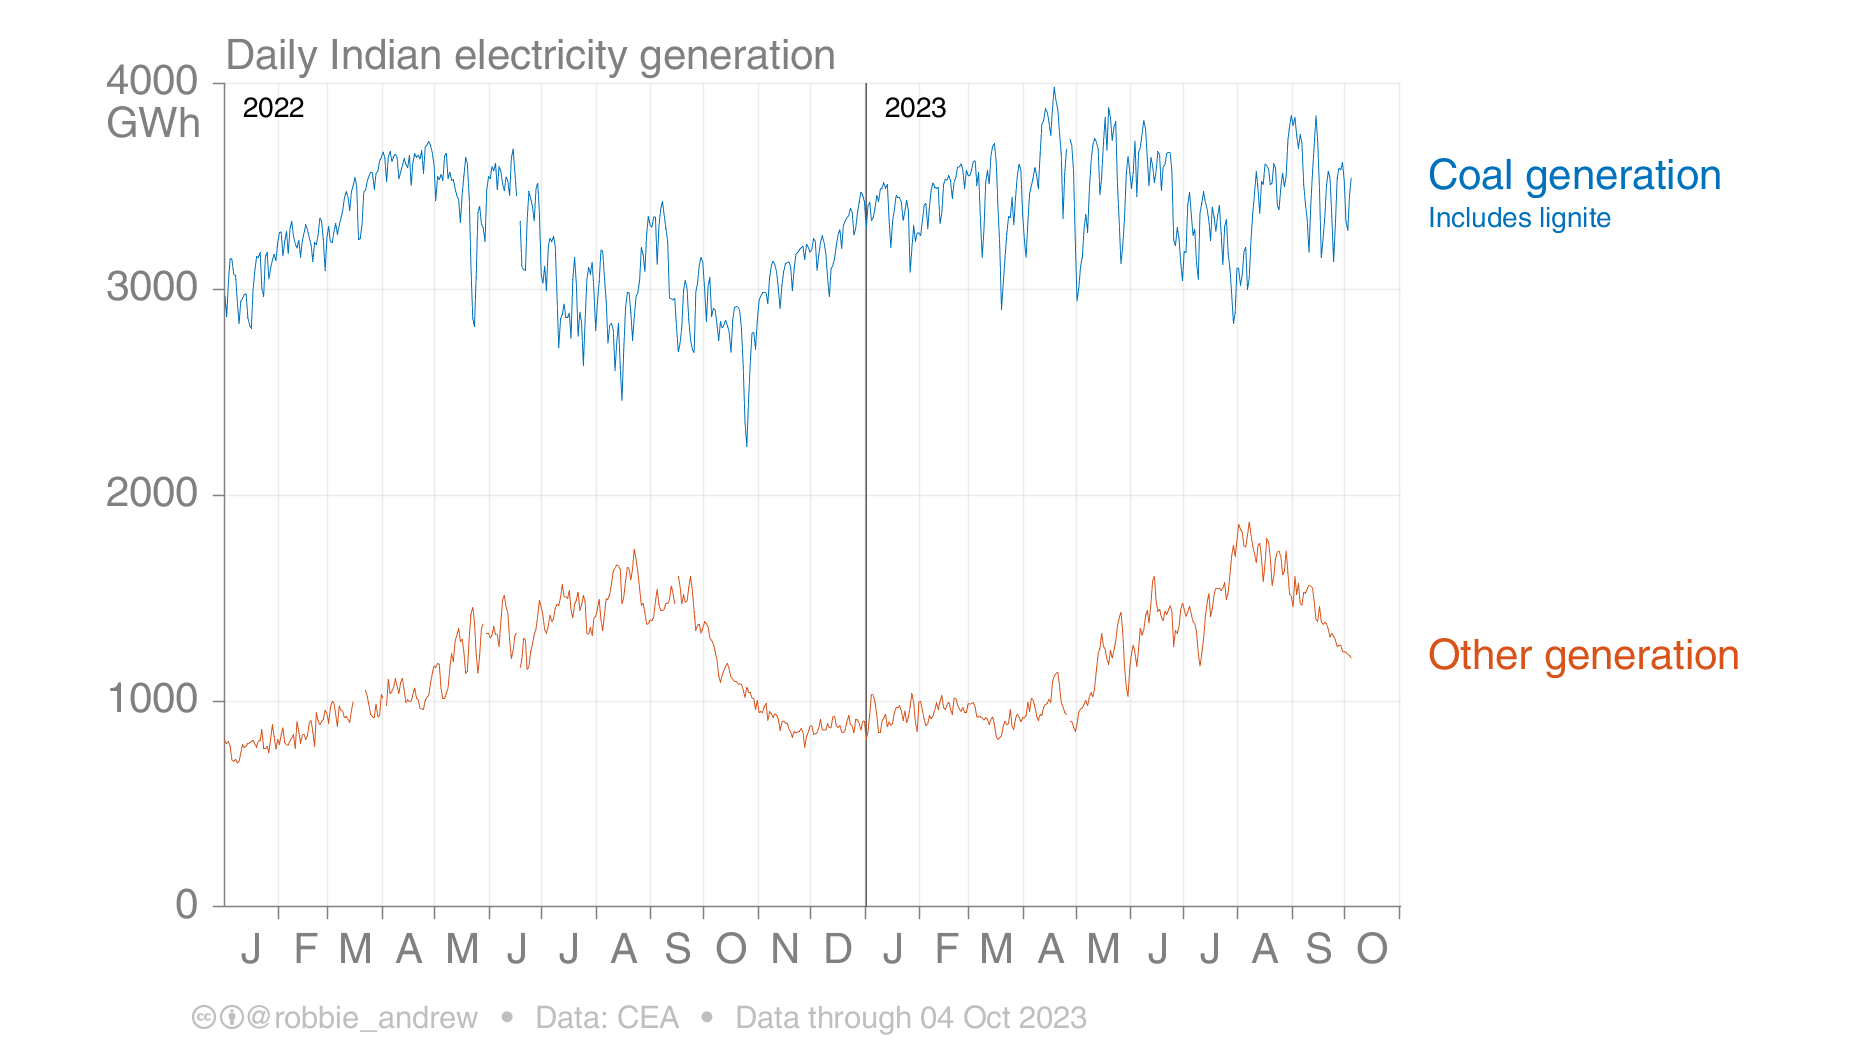 Daily Indian electricity generation
4000
GWh
2022
2023
Coal generation
Includes lignite
3000
2000
Other generation
1000
0
J F M A M J J A S O N D J F M A M J J A S O
cc @robbie_andrew • Data: CEA • Data through 04 Oct 2023